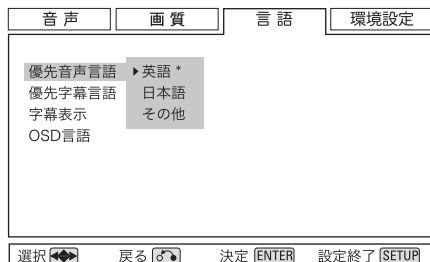 音声 画質 言語 環境設定
優先音声言語 ▶英語 *
優先字幕言語 日本語
字幕表示 その他
OSD言語
選択 戻る 決定 ENTER 設定終了 SETUP